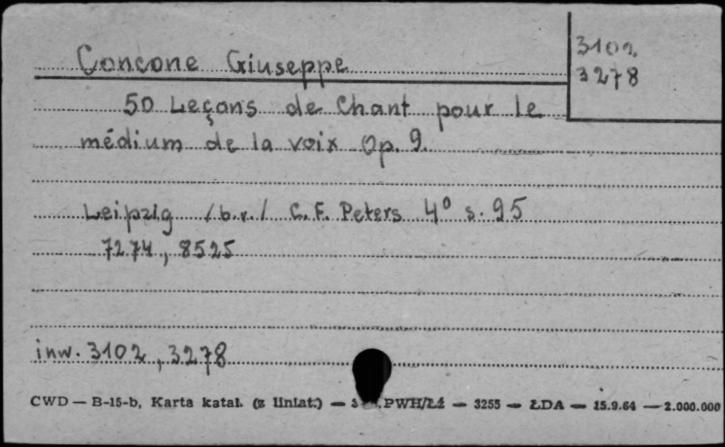 Concone Giuseppe
3102
3278
50 Leçons de Chant pour le
médium de la voix Op. 9.
Leipzig /b.r./ C.F. Peters 4° s. 95
7274, 8525
inw. 3102, 3278
CWD — B-15-b, Karta katal. (z liniat.) — PWH/Łź — 3255 — ŁDA — 15.9.64 — 2.000.000